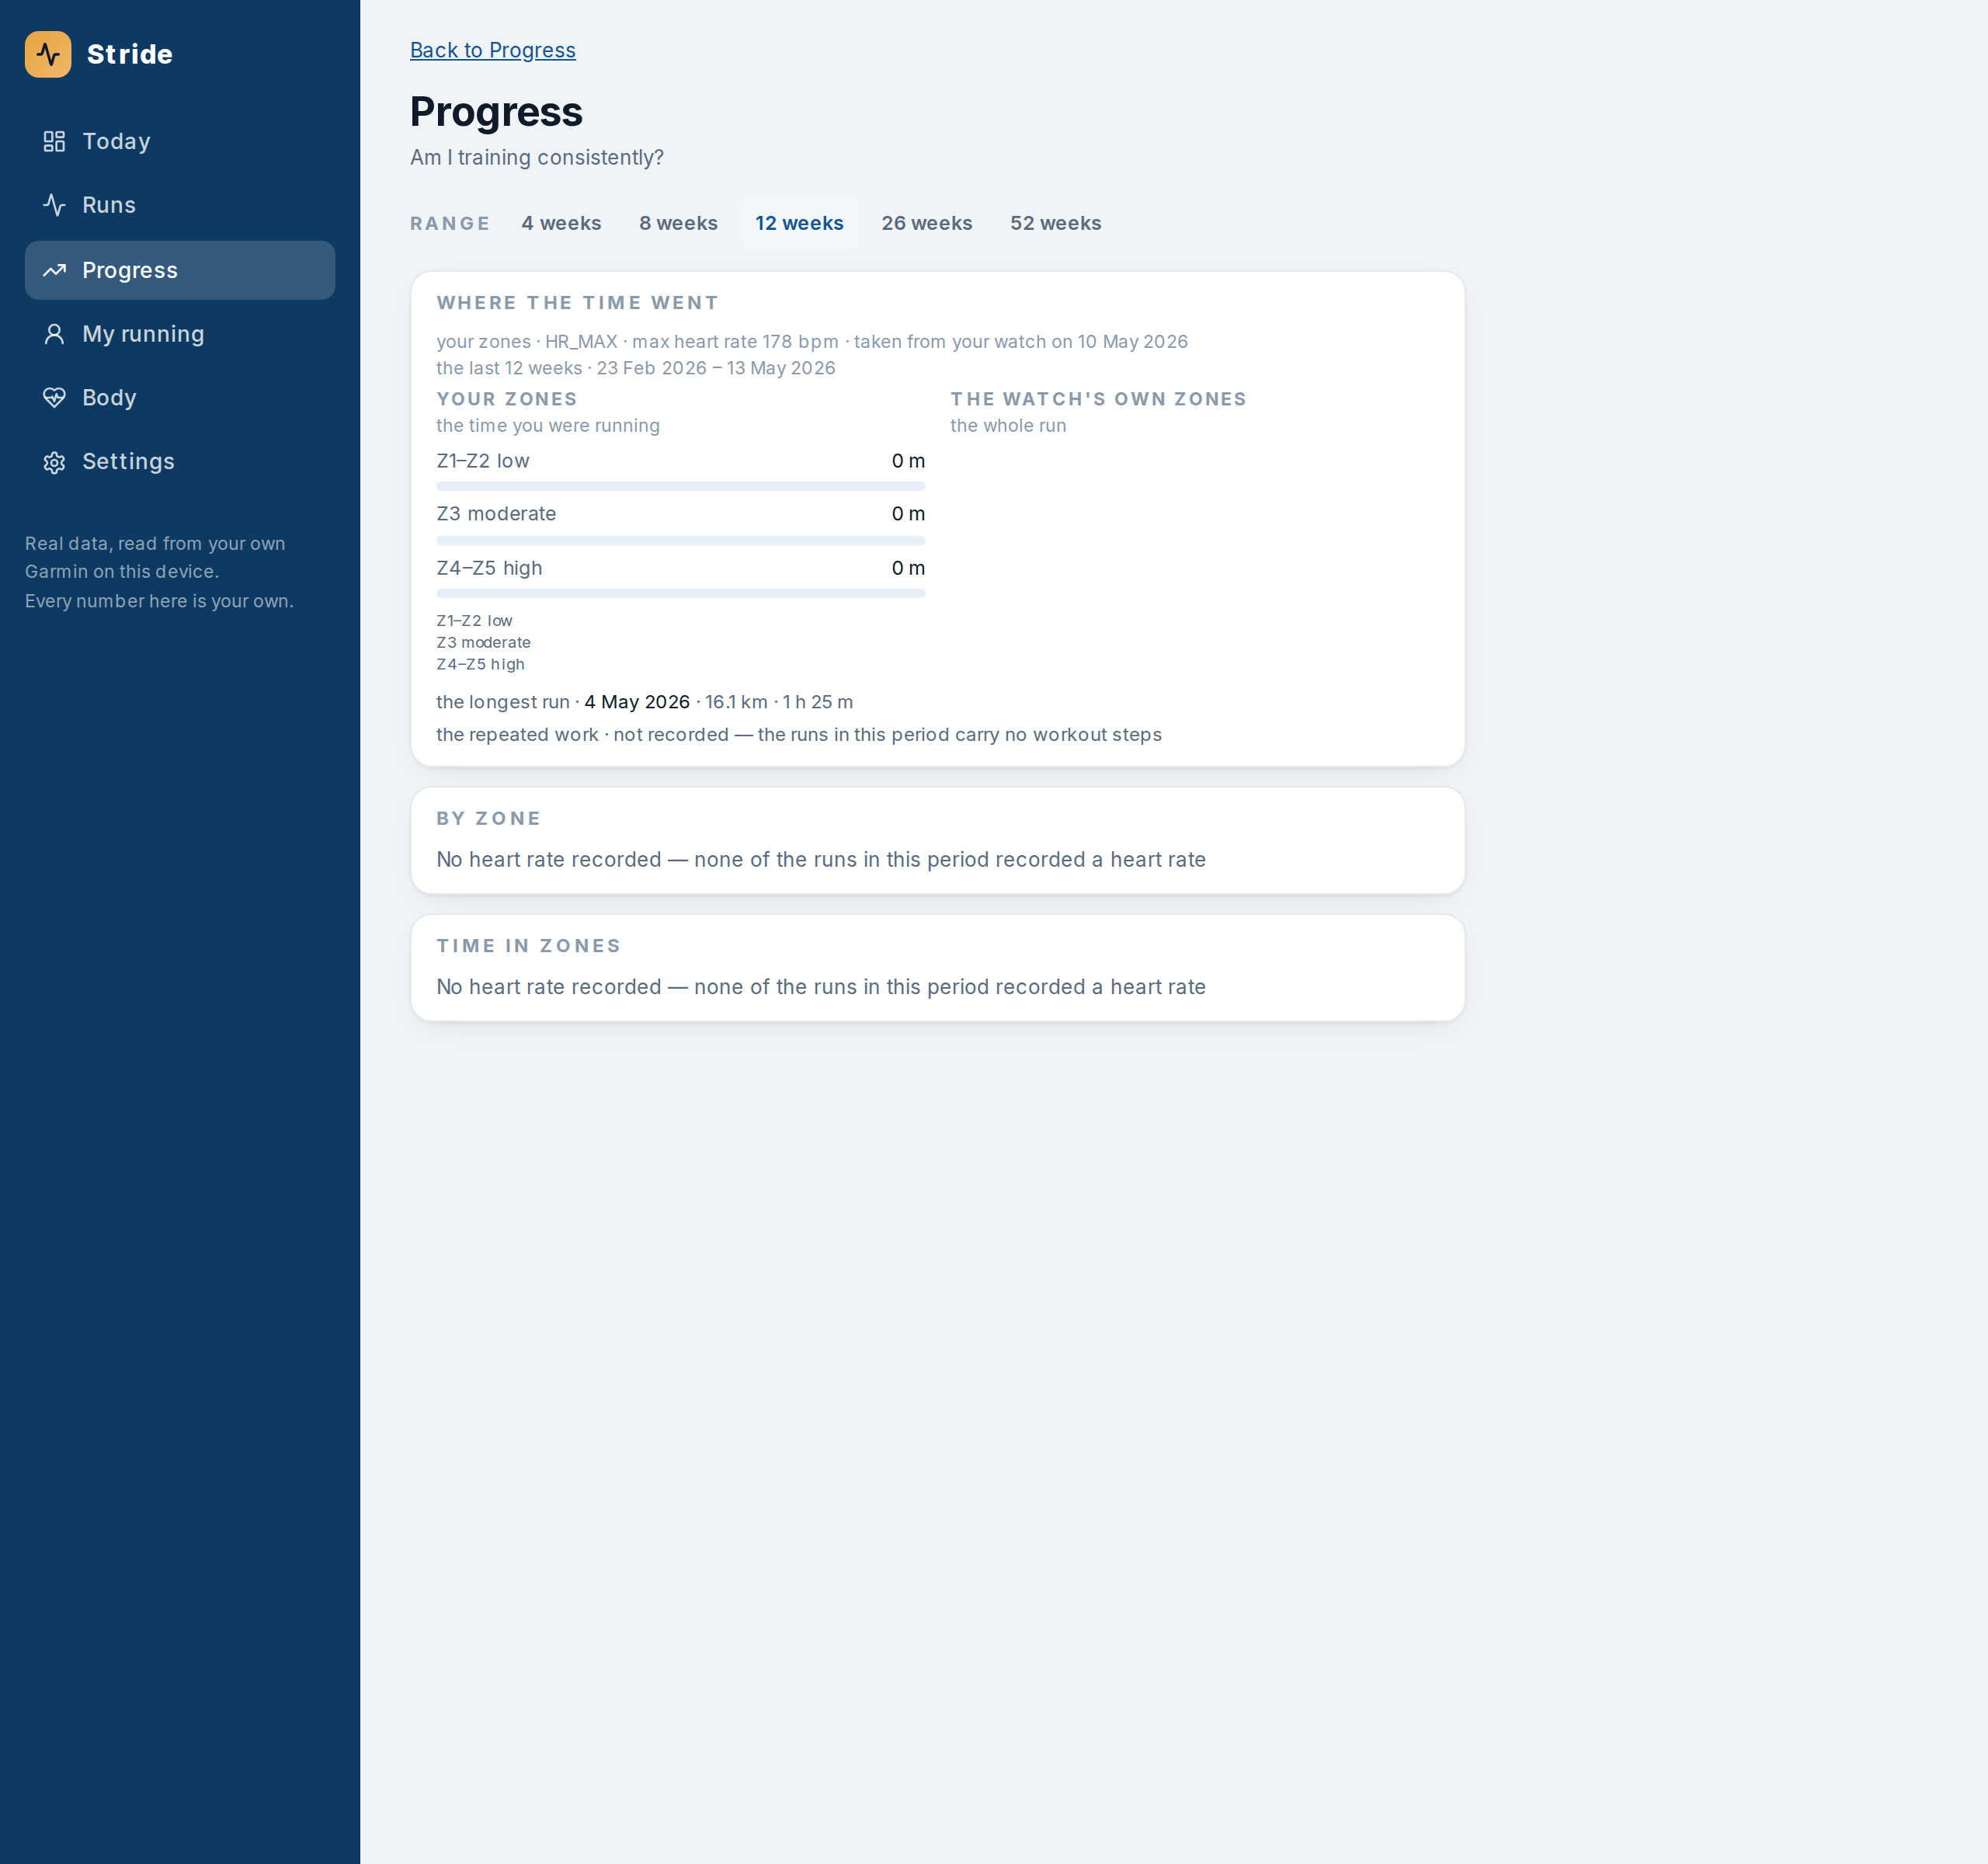 Stride
Today
Runs
Progress
My running
Body
Settings
Real data, read from your own
Garmin on this device.
Every number here is your own.
Back to Progress
Progress
Am I training consistently?
RANGE 4 weeks 8 weeks 12 weeks 26 weeks 52 weeks
WHERE THE TIME WENT
your zones · HR_MAX · max heart rate 178 bpm · taken from your watch on 10 May 2026
the last 12 weeks · 23 Feb 2026 – 13 May 2026
YOUR ZONES
the time you were running
Z1–Z2 low 0 m
Z3 moderate 0 m
Z4–Z5 high 0 m
Z1–Z2 low
Z3 moderate
Z4–Z5 high
THE WATCH'S OWN ZONES
the whole run
the longest run · 4 May 2026 · 16.1 km · 1 h 25 m
the repeated work · not recorded — the runs in this period carry no workout steps
BY ZONE
No heart rate recorded — none of the runs in this period recorded a heart rate
TIME IN ZONES
No heart rate recorded — none of the runs in this period recorded a heart rate